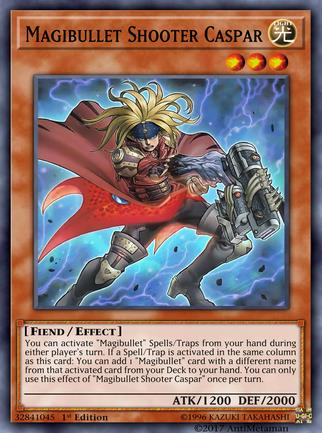 MAGIBULLET SHOOTER CASPAR
LIGHT
光
[FIEND / EFFECT]
You can activate "Magibullet" Spells/Traps from your hand during
either player's turn. If a Spell/Trap is activated in the same column
as this card: You can add 1 "Magibullet" card with a different name
from that activated card from your Deck to your hand. You can only
use this effect of "Magibullet Shooter Caspar" once per turn.
ATK/1200 DEF/2000
32841045 1ST Edition ©1996 KAZUKI TAKAHASHI
©2017 AntiMetaman